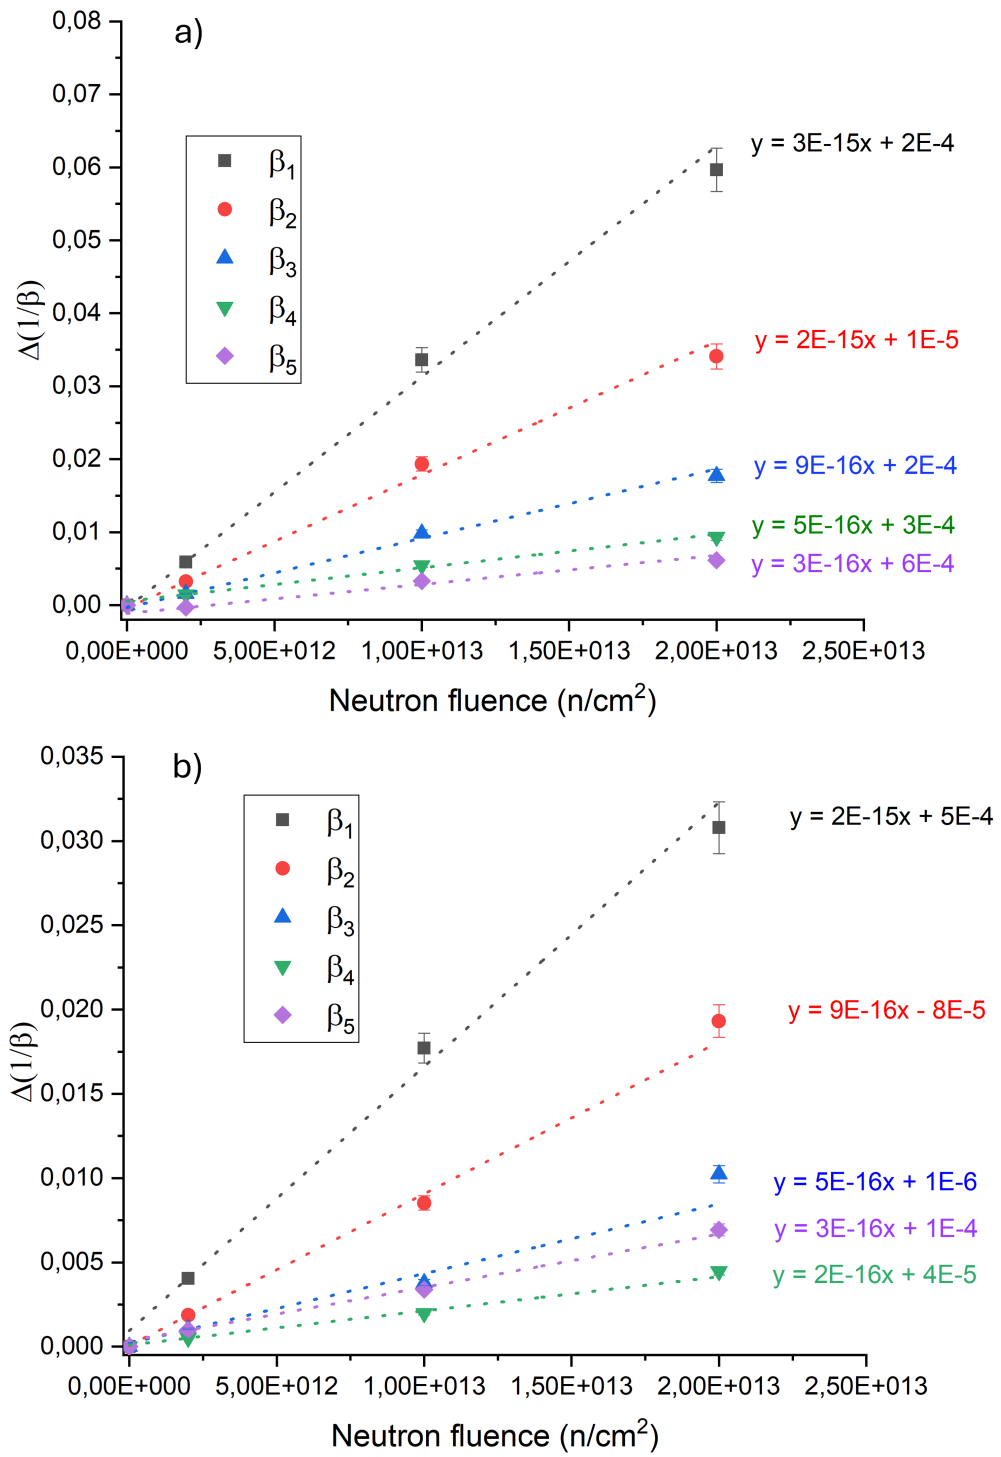 a)
0,08
0,07
0,06
0,05
0,04
0,03
0,02
0,01
0,00
Δ(1/β)
β1
β2
β3
β4
β5
y = 3E-15x + 2E-4
y = 2E-15x + 1E-5
y = 9E-16x + 2E-4
y = 5E-16x + 3E-4
y = 3E-16x + 6E-4
0,00E+000 5,00E+012 1,00E+013 1,50E+013 2,00E+013 2,50E+013
Neutron fluence (n/cm²)
b)
0,035
0,030
0,025
0,020
0,015
0,010
0,005
0,000
Δ(1/β)
β1
β2
β3
β4
β5
y = 2E-15x + 5E-4
y = 9E-16x - 8E-5
y = 5E-16x + 1E-6
y = 3E-16x + 1E-4
y = 2E-16x + 4E-5
0,00E+000 5,00E+012 1,00E+013 1,50E+013 2,00E+013 2,50E+013
Neutron fluence (n/cm²)